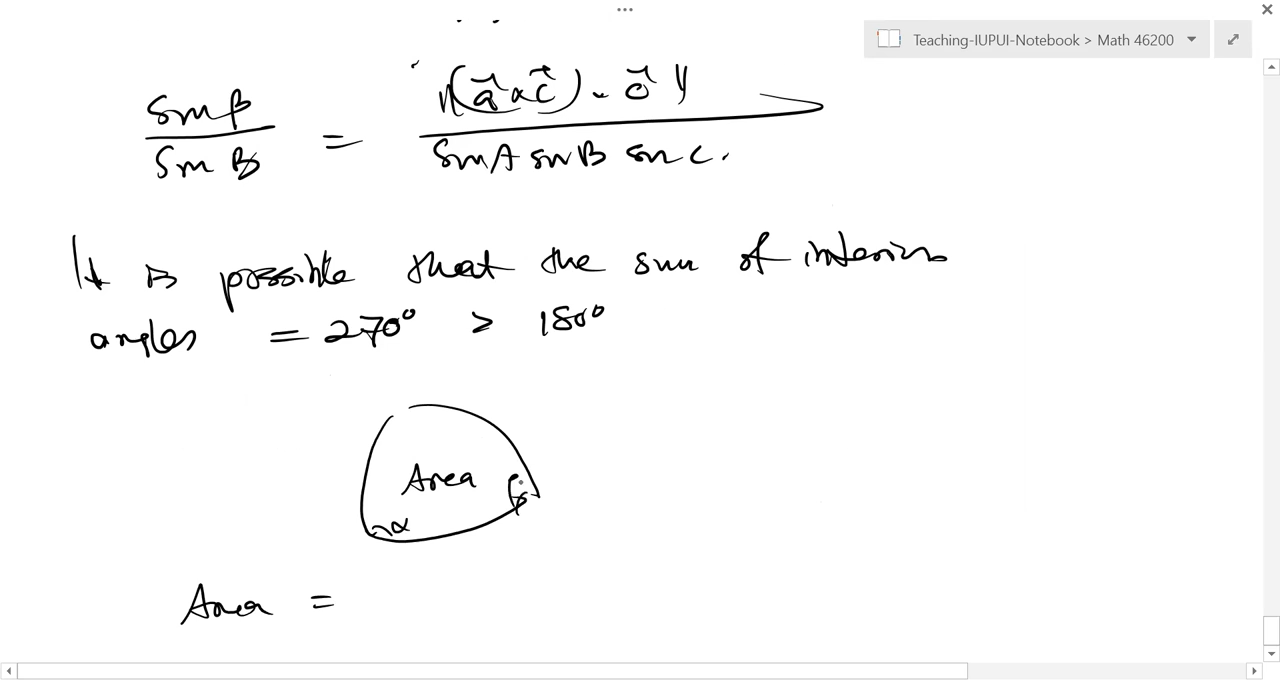 Teaching-IUPUI-Notebook > Math 46200
sin β / sin B = |(a⃗ × c⃗) · b⃗| / sin A sin B sin C.
It is possible that the sum of interior
angles = 270° > 180°
Area
α β
Area =